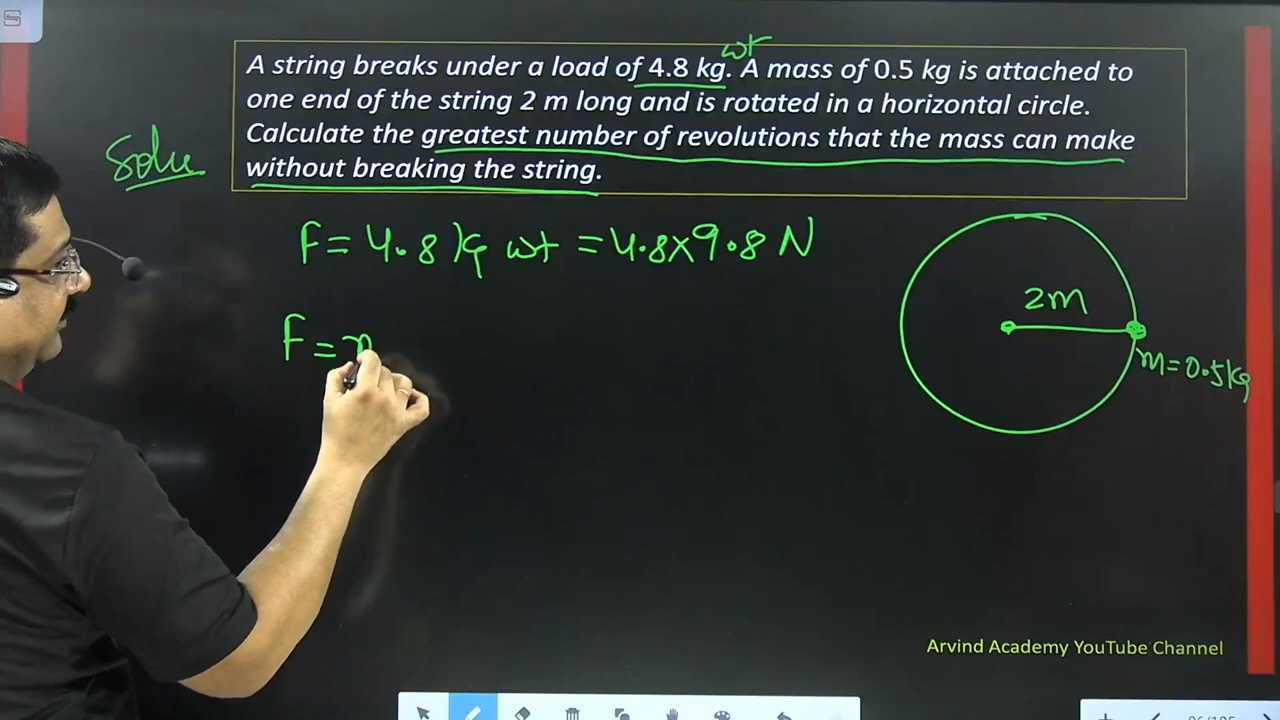 wt
A string breaks under a load of 4.8 kg. A mass of 0.5 kg is attached to
one end of the string 2 m long and is rotated in a horizontal circle.
Calculate the greatest number of revolutions that the mass can make
without breaking the string.
Solu
F = 4.8 kg wt = 4.8×9.8 N
2m
F = m
m=0.5kg
Arvind Academy YouTube Channel